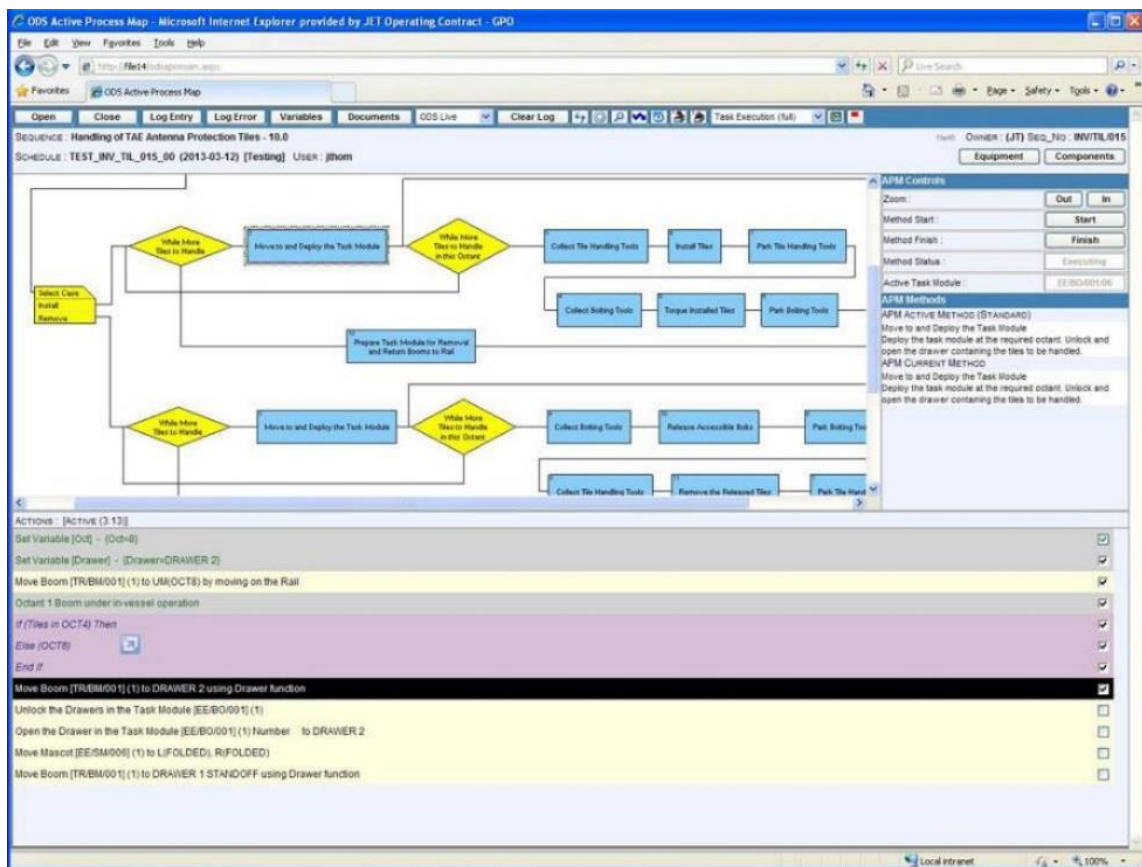 ODS Active Process Map - Microsoft Internet Explorer provided by JET Operating Contract - GPO
File Edit View Favorites Tools Help
Live Search
Favorites ODS Active Process Map Page Safety Tools
Open Close Log Entry Log Error Variables Documents ODS Live Clear Log Task Execution (full)
SEQUENCE : Handling of TAE Antenna Protection Tiles - 10.0 OWNER : (JT) SEQ_NO : INV/TIL/015
SCHEDULE : TEST_INV_TIL_015_00 (2013-03-12) [Testing] USER : jthom Equipment Components
While More
Tiles to Handle
Move to and Deploy the Task Module
While More
Tiles to Handle
in this Octant
Collect Tile Handling Tools
Install Tiles
Park Tile Handling Tools
Select Case
Install
Remove
Collect Bolting Tools
Torque Installed Tiles
Park Bolting Tools
Prepare Task Module for Removal
and Return Booms to Rail
While More
Tiles to Handle
Move to and Deploy the Task Module
While More
Tiles to Handle
in this Octant
Collect Bolting Tools
Release Accessible Bolts
Park Bolting Too
Collect Tile Handling Tools
Remove the Released Tiles
Park Tile Hand
APM Controls
Zoom : Out In
Method Start : Start
Method Finish : Finish
Method Status : Executing
Active Task Module : EE/BO/001/06
APM Methods
APM ACTIVE METHOD (STANDARD)
Move to and Deploy the Task Module
Deploy the task module at the required octant. Unlock and
open the drawer containing the tiles to be handled.
APM CURRENT METHOD
Move to and Deploy the Task Module
Deploy the task module at the required octant. Unlock and
open the drawer containing the tiles to be handled.
ACTIONS : [ACTIVE (3.13)]
Set Variable [Oct] - {Oct=8}
Set Variable [Drawer] - {Drawer=DRAWER 2}
Move Boom [TR/BM/001] (1) to UM(OCT8) by moving on the Rail
Octant 1 Boom under in-vessel operation
If (Tiles in OCT4) Then
Else (OCT8)
End If
Move Boom [TR/BM/001] (1) to DRAWER 2 using Drawer function
Unlock the Drawers in the Task Module [EE/BO/001] (1)
Open the Drawer in the Task Module [EE/BO/001] (1) Number to DRAWER 2
Move Mascot [EE/SM/006] (1) to L(FOLDED), R(FOLDED)
Move Boom [TR/BM/001] (1) to DRAWER 1 STANDOFF using Drawer function
Local intranet 100%